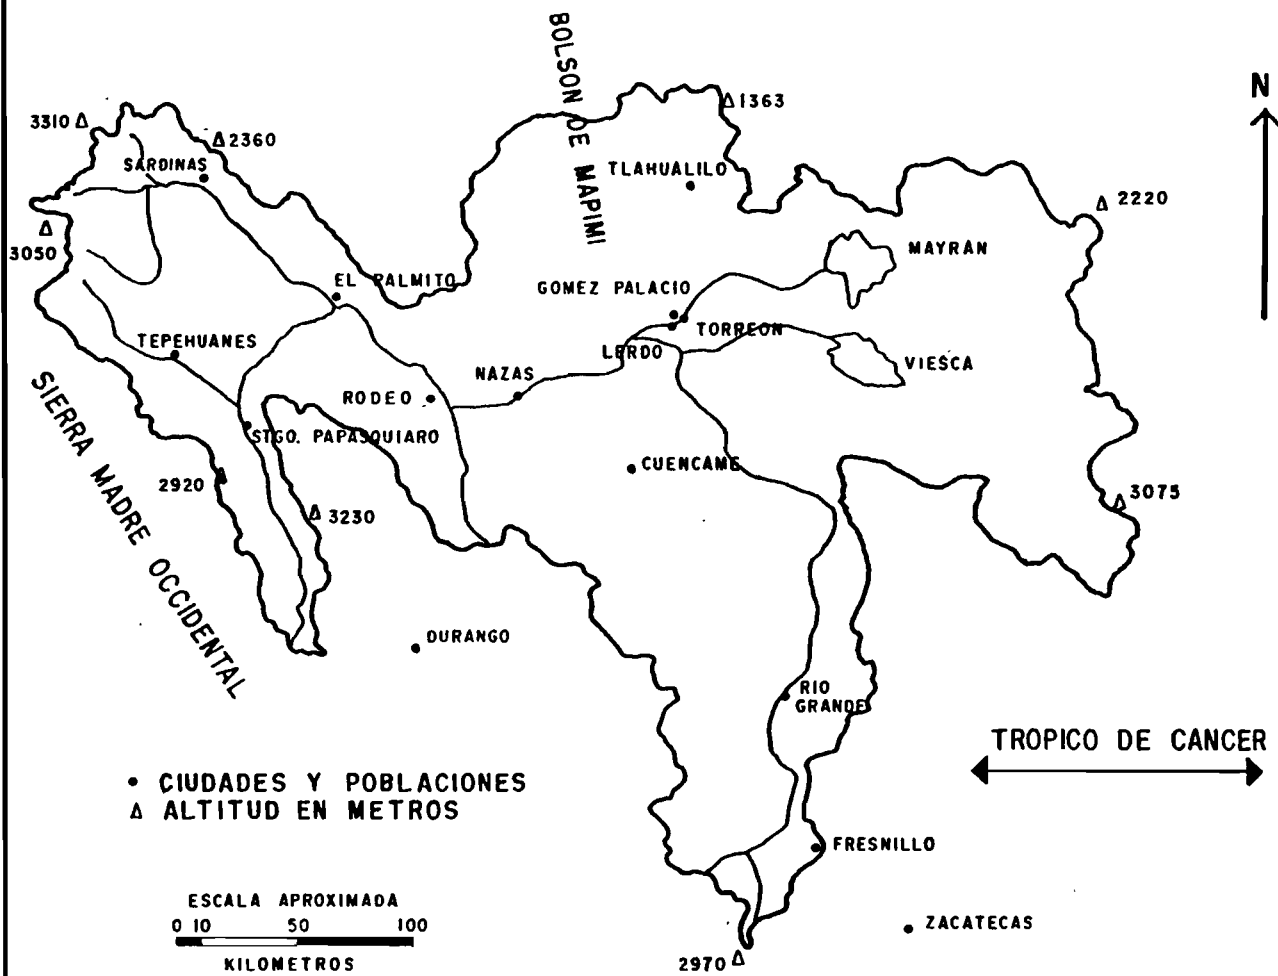 BOLSON DE MAPIMI
N
3310 Δ
Δ 2360
Δ 1363
SARDINAS
TLAHUALILO
Δ 2220
Δ
3050
MAYRAN
EL PALMITO
GOMEZ PALACIO
TORREON
TEPEHUANES
LERDO
VIESCA
NAZAS
RODEO
STGO. PAPASQUIARO
SIERRA MADRE OCCIDENTAL
CUENCAME
2920 Δ
Δ 3230
Δ 3075
DURANGO
RIO
GRANDE
TROPICO DE CANCER
• CIUDADES Y POBLACIONES
Δ ALTITUD EN METROS
FRESNILLO
ESCALA APROXIMADA
0 10 50 100
KILOMETROS
ZACATECAS
2970 Δ